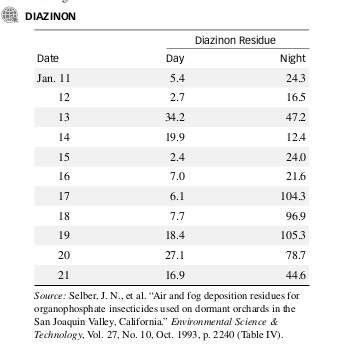 DIAZINON
Diazinon Residue
Date Day Night
Jan. 11 5.4 24.3
12 2.7 16.5
13 34.2 47.2
14 19.9 12.4
15 2.4 24.0
16 7.0 21.6
17 6.1 104.3
18 7.7 96.9
19 18.4 105.3
20 27.1 78.7
21 16.9 44.6
Source: Selber, J. N., et al. “Air and fog deposition residues for
organophosphate insecticides used on dormant orchards in the
San Joaquin Valley, California.” Environmental Science &
Technology, Vol. 27, No. 10, Oct. 1993, p. 2240 (Table IV).